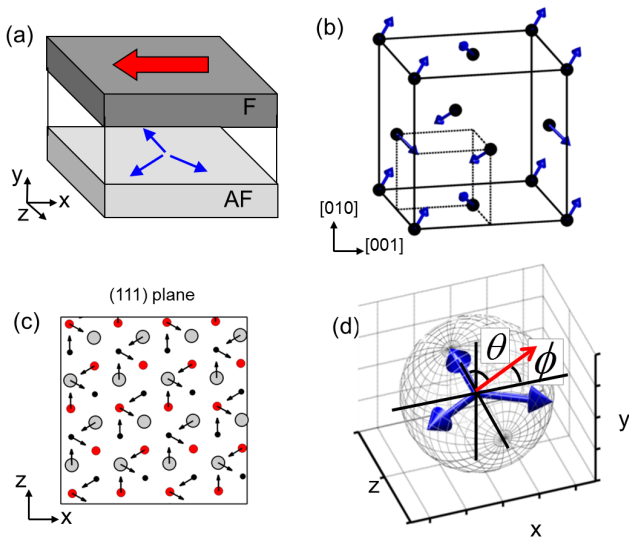 (a)
F
AF
y
z
x
(b)
[010]
[001]
(111) plane
(c)
z
x
(d)
θ
ϕ
y
z
x